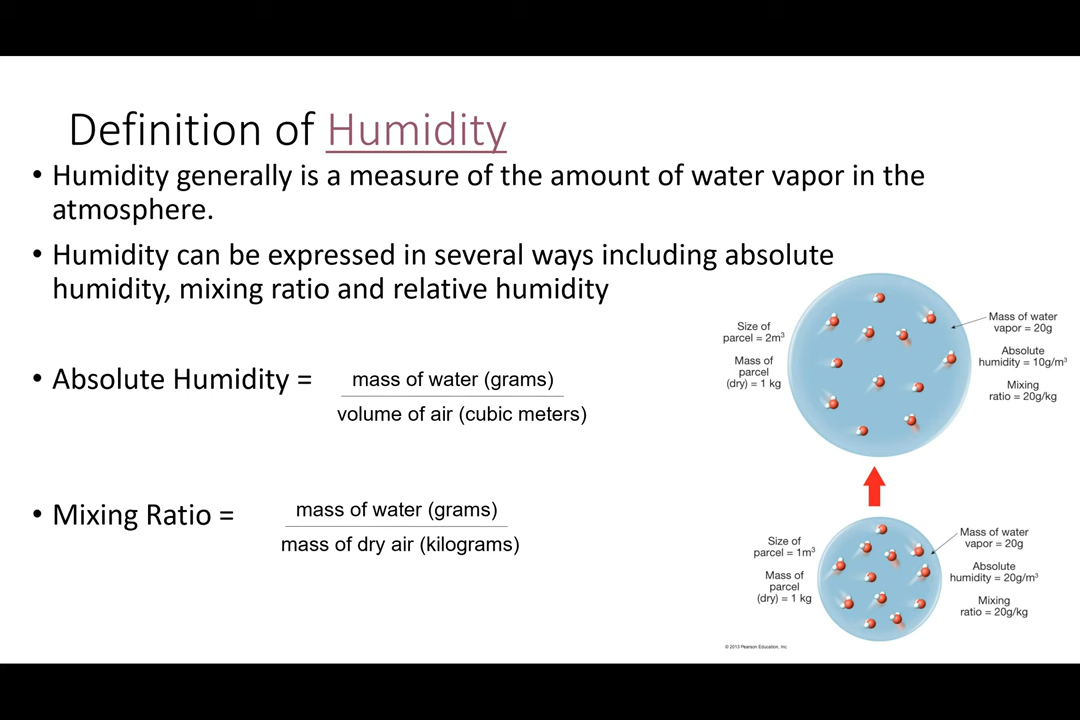 Definition of Humidity
• Humidity generally is a measure of the amount of water vapor in the
atmosphere.
• Humidity can be expressed in several ways including absolute
humidity, mixing ratio and relative humidity
• Absolute Humidity =
mass of water (grams)
volume of air (cubic meters)
• Mixing Ratio =
mass of water (grams)
mass of dry air (kilograms)
Size of
parcel = 2m³
Mass of
parcel
(dry) = 1 kg
Mass of water
vapor = 20g
Absolute
humidity = 10g/m³
Mixing
ratio = 20g/kg
Size of
parcel = 1m³
Mass of
parcel
(dry) = 1 kg
Mass of water
vapor = 20g
Absolute
humidity = 20g/m³
Mixing
ratio = 20g/kg
© 2013 Pearson Education, Inc